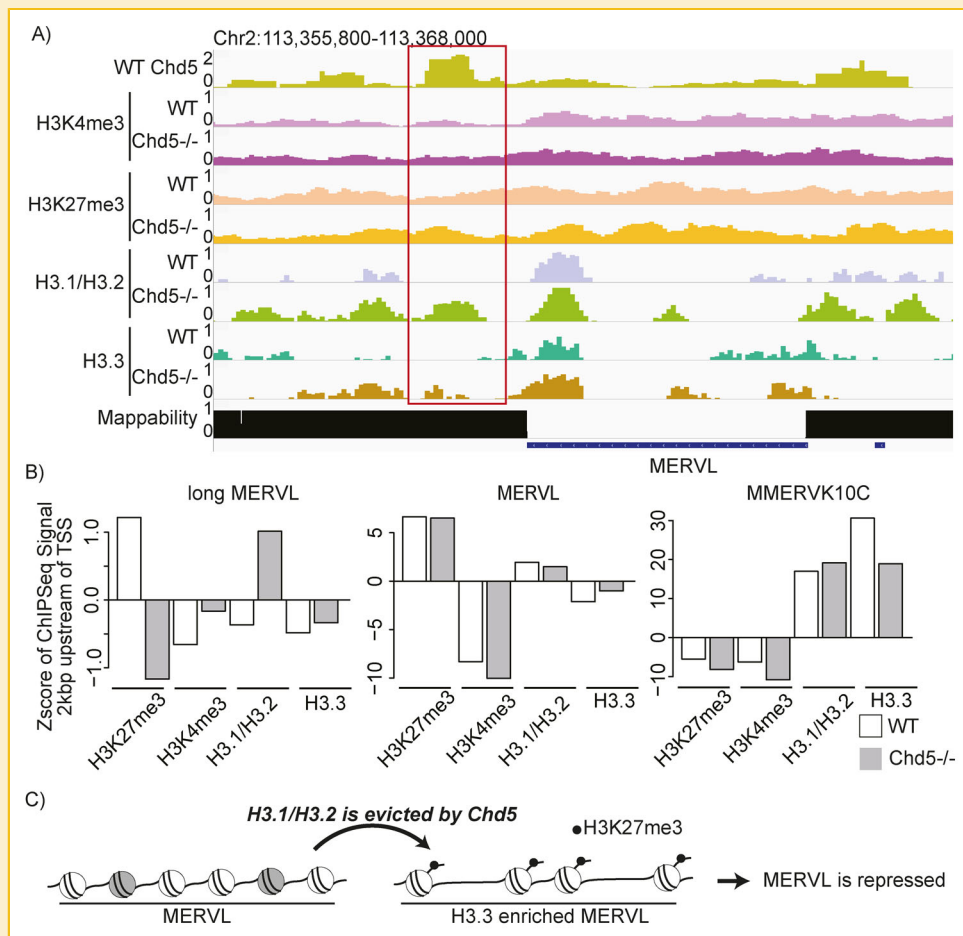 A)
Chr2:113,355,800-113,368,000
WT Chd5 2 0
H3K4me3 WT 1 0
Chd5-/- 1 0
H3K27me3 WT 1 0
Chd5-/- 1 0
H3.1/H3.2 WT 1 0
Chd5-/- 1 0
H3.3 WT 1 0
Chd5-/- 1 0
Mappability 1 0
MERVL
B)
long MERVL MERVL MMERVK10C
Zscore of ChIPSeq Signal
2kbp upstream of TSS
1.0 0.0 −1.0
5 0 −5 −10
30 20 10 0 −10
H3K27me3 H3K4me3 H3.1/H3.2 H3.3
H3K27me3 H3K4me3 H3.1/H3.2 H3.3
H3K27me3 H3K4me3 H3.1/H3.2 H3.3
WT
Chd5-/-
C)
H3.1/H3.2 is evicted by Chd5
H3K27me3
MERVL
H3.3 enriched MERVL
MERVL is repressed